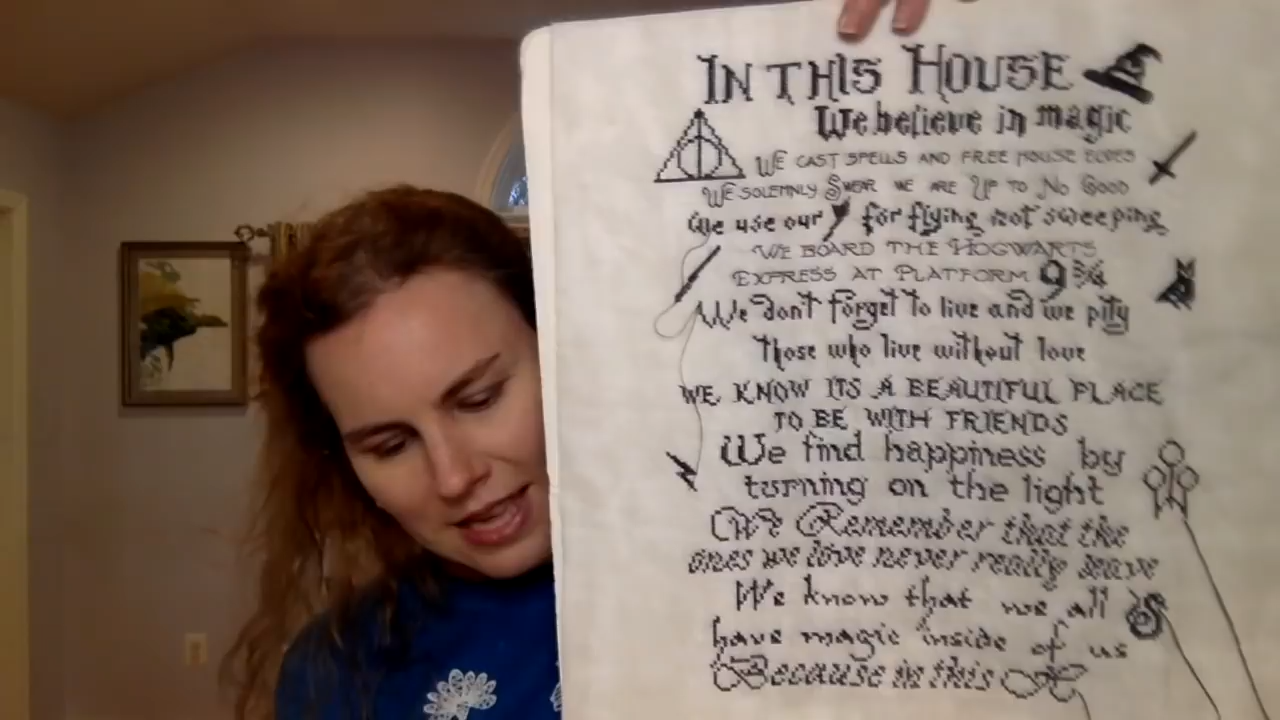 IN THIS HOUSE
We believe in magic
WE CAST SPELLS AND FREE HOUSE ELVES
WE SOLEMNLY SWEAR WE ARE UP TO NO GOOD
We use our for flying not sweeping
WE BOARD THE HOGWARTS
EXPRESS AT PLATFORM 9 3/4
We don't forget to live and we pity
those who live without love
WE KNOW ITS A BEAUTIFUL PLACE
TO BE WITH FRIENDS
We find happiness by
turning on the light
We Remember that the
ones we love never really leave
We know that we all
have magic inside of us
Because in this H